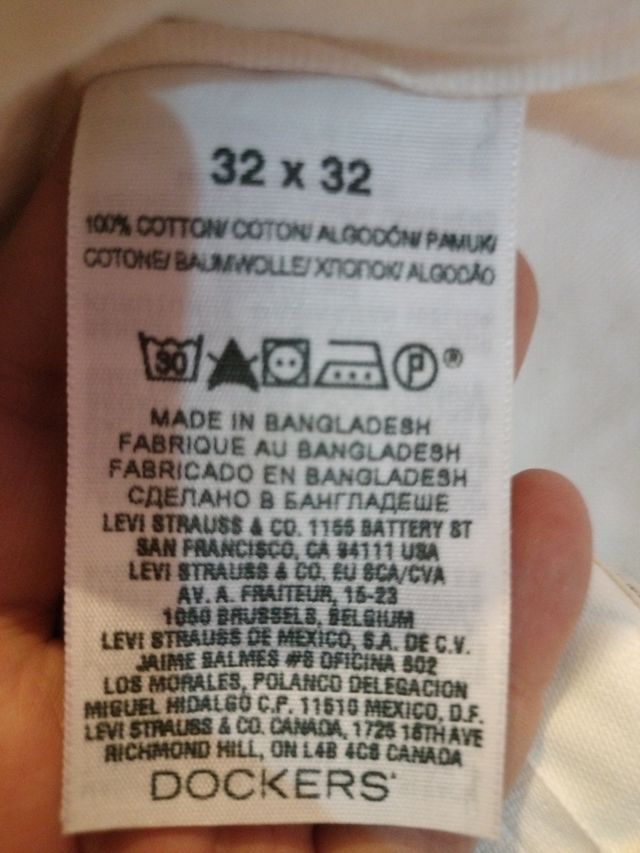 32 x 32
100% COTTON/ COTON/ ALGODÓN/ PAMUK/
COTONE/ BAUMWOLLE/ ХЛОПОК/ ALGODÃO
30 P ®
MADE IN BANGLADESH
FABRIQUE AU BANGLADESH
FABRICADO EN BANGLADESH
СДЕЛАНО В БАНГЛАДЕШЕ
LEVI STRAUSS & CO. 1155 BATTERY ST
SAN FRANCISCO, CA 94111 USA
LEVI STRAUSS & CO. EU SCA/CVA
AV. A. FRAITEUR, 15-23
1050 BRUSSELS, BELGIUM
LEVI STRAUSS DE MEXICO, S.A. DE C.V.
JAIME BALMES #8 OFICINA 502
LOS MORALES, POLANCO DELEGACION
MIGUEL HIDALGO C.P. 11510 MEXICO, D.F.
LEVI STRAUSS & CO. CANADA, 1725 16TH AVE
RICHMOND HILL, ON L4B 4C6 CANADA
DOCKERS®